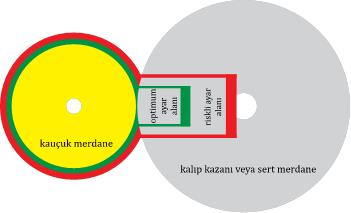 kauçuk merdane
optimum
ayar
alanı
riskli ayar
alanı
kalıp kazanı veya sert merdane